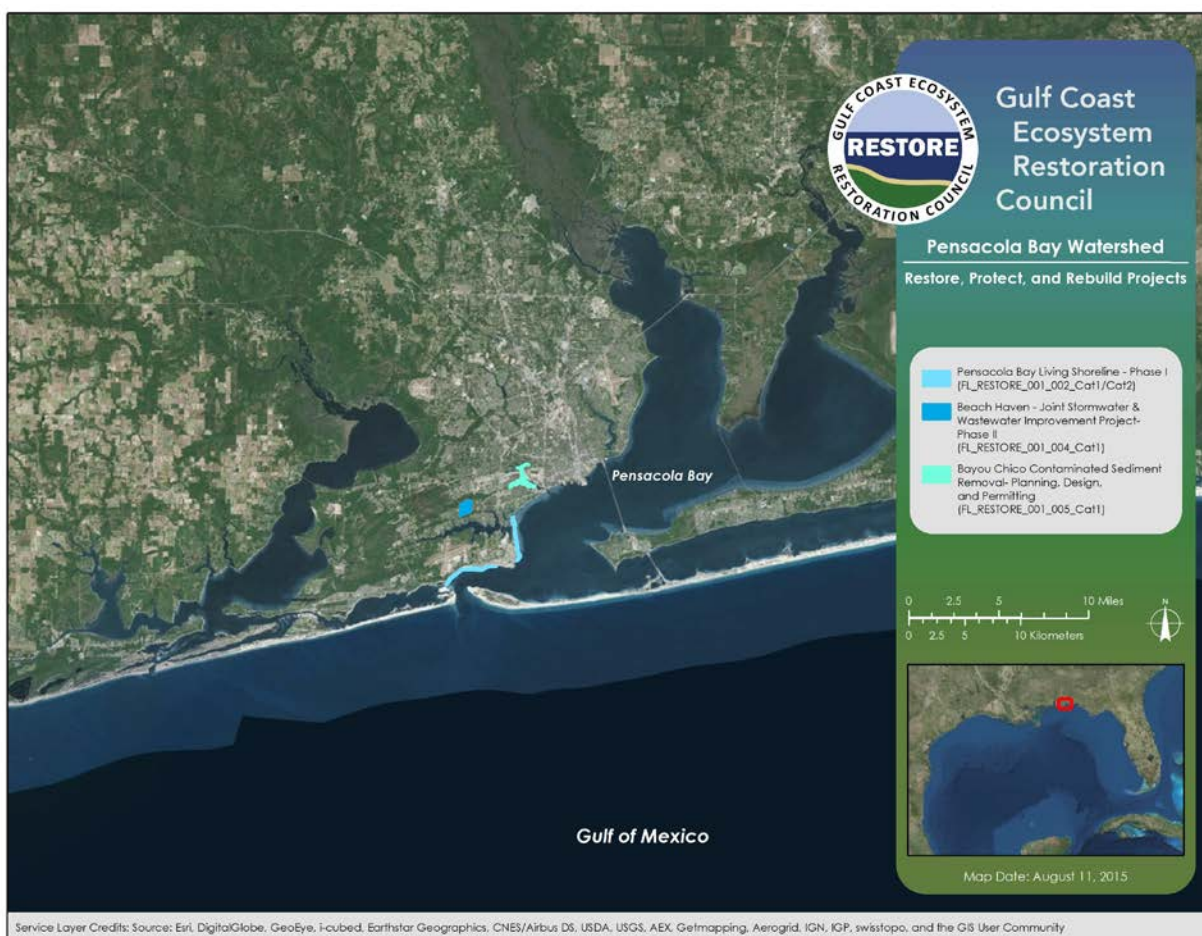 GULF COAST ECOSYSTEM
RESTORE
RESTORATION COUNCIL
Gulf Coast
Ecosystem
Restoration
Council
Pensacola Bay Watershed
Restore, Protect, and Rebuild Projects
Pensacola Bay Living Shoreline - Phase I
(FL_RESTORE_001_002_Cat1/Cat2)
Beach Haven - Joint Stormwater &
Wastewater Improvement Project-
Phase II
(FL_RESTORE_001_004_Cat1)
Bayou Chico Contaminated Sediment
Removal- Planning, Design,
and Permitting
(FL_RESTORE_001_005_Cat1)
Pensacola Bay
0 2.5 5 10 Miles
0 2.5 5 10 Kilometers
N
Gulf of Mexico
Map Date: August 11, 2015
Service Layer Credits: Source: Esri, DigitalGlobe, GeoEye, i-cubed, Earthstar Geographics, CNES/Airbus DS, USDA, USGS, AEX, Getmapping, Aerogrid, IGN, IGP, swisstopo, and the GIS User Community